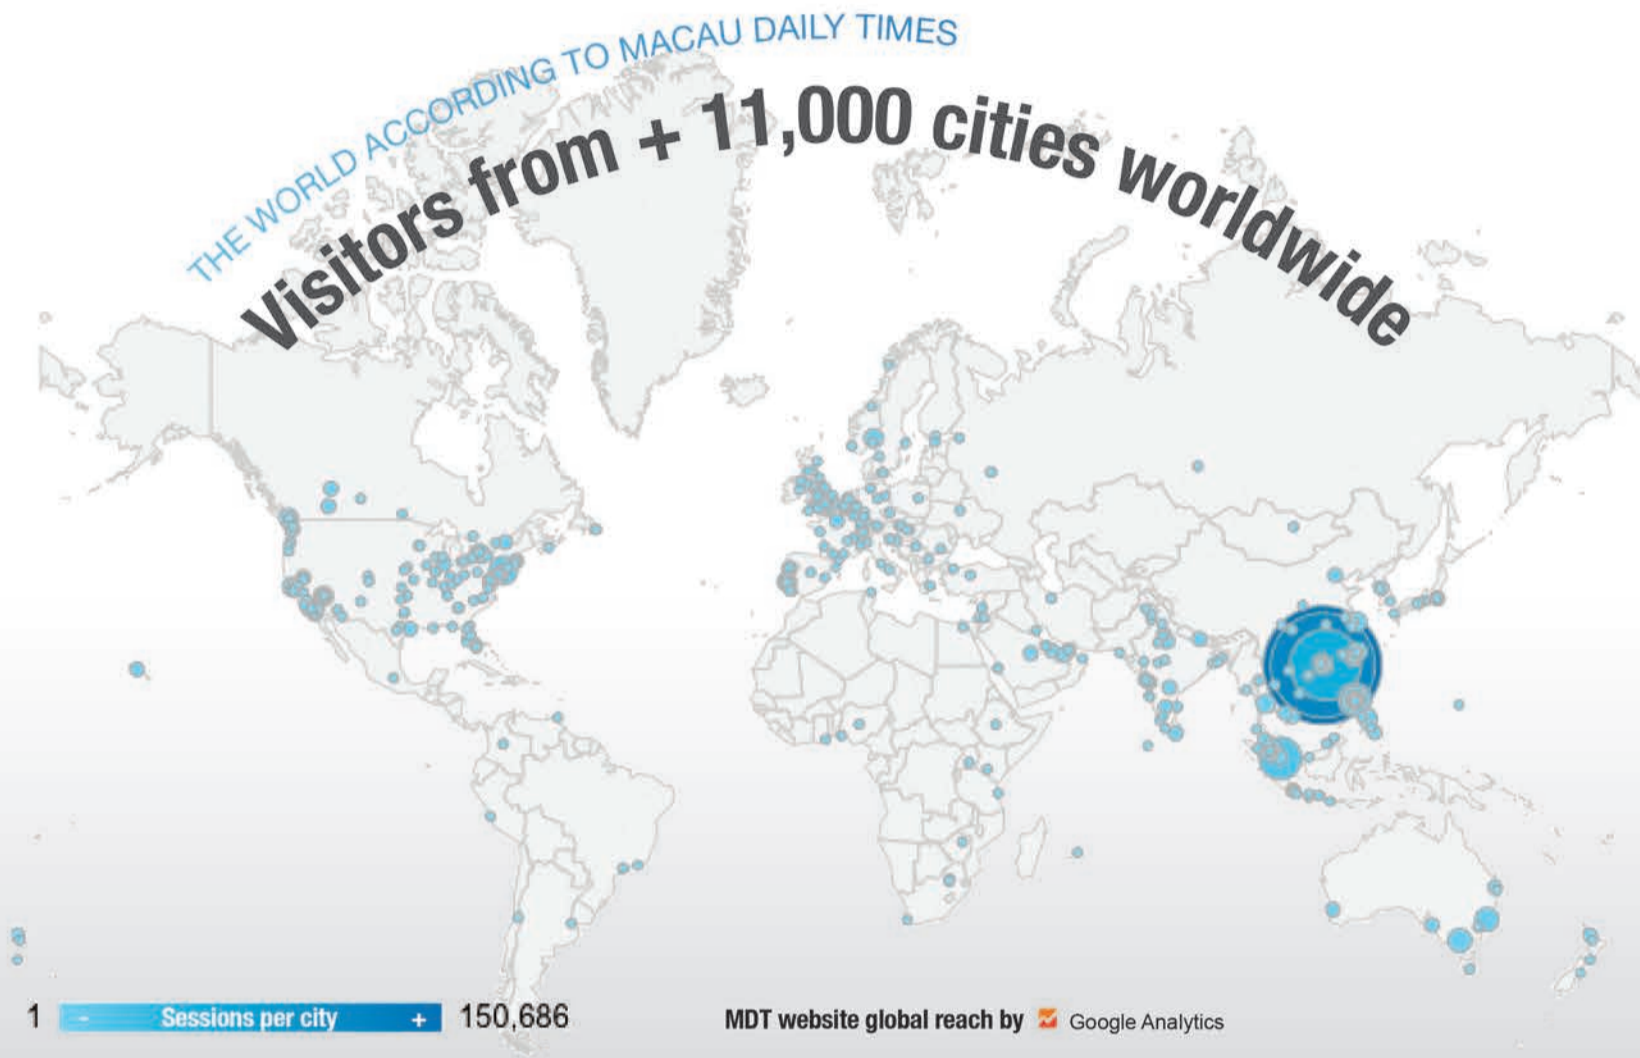 THE WORLD ACCORDING TO MACAU DAILY TIMES
Visitors from + 11,000 cities worldwide
1 - Sessions per city + 150,686
MDT website global reach by Google Analytics